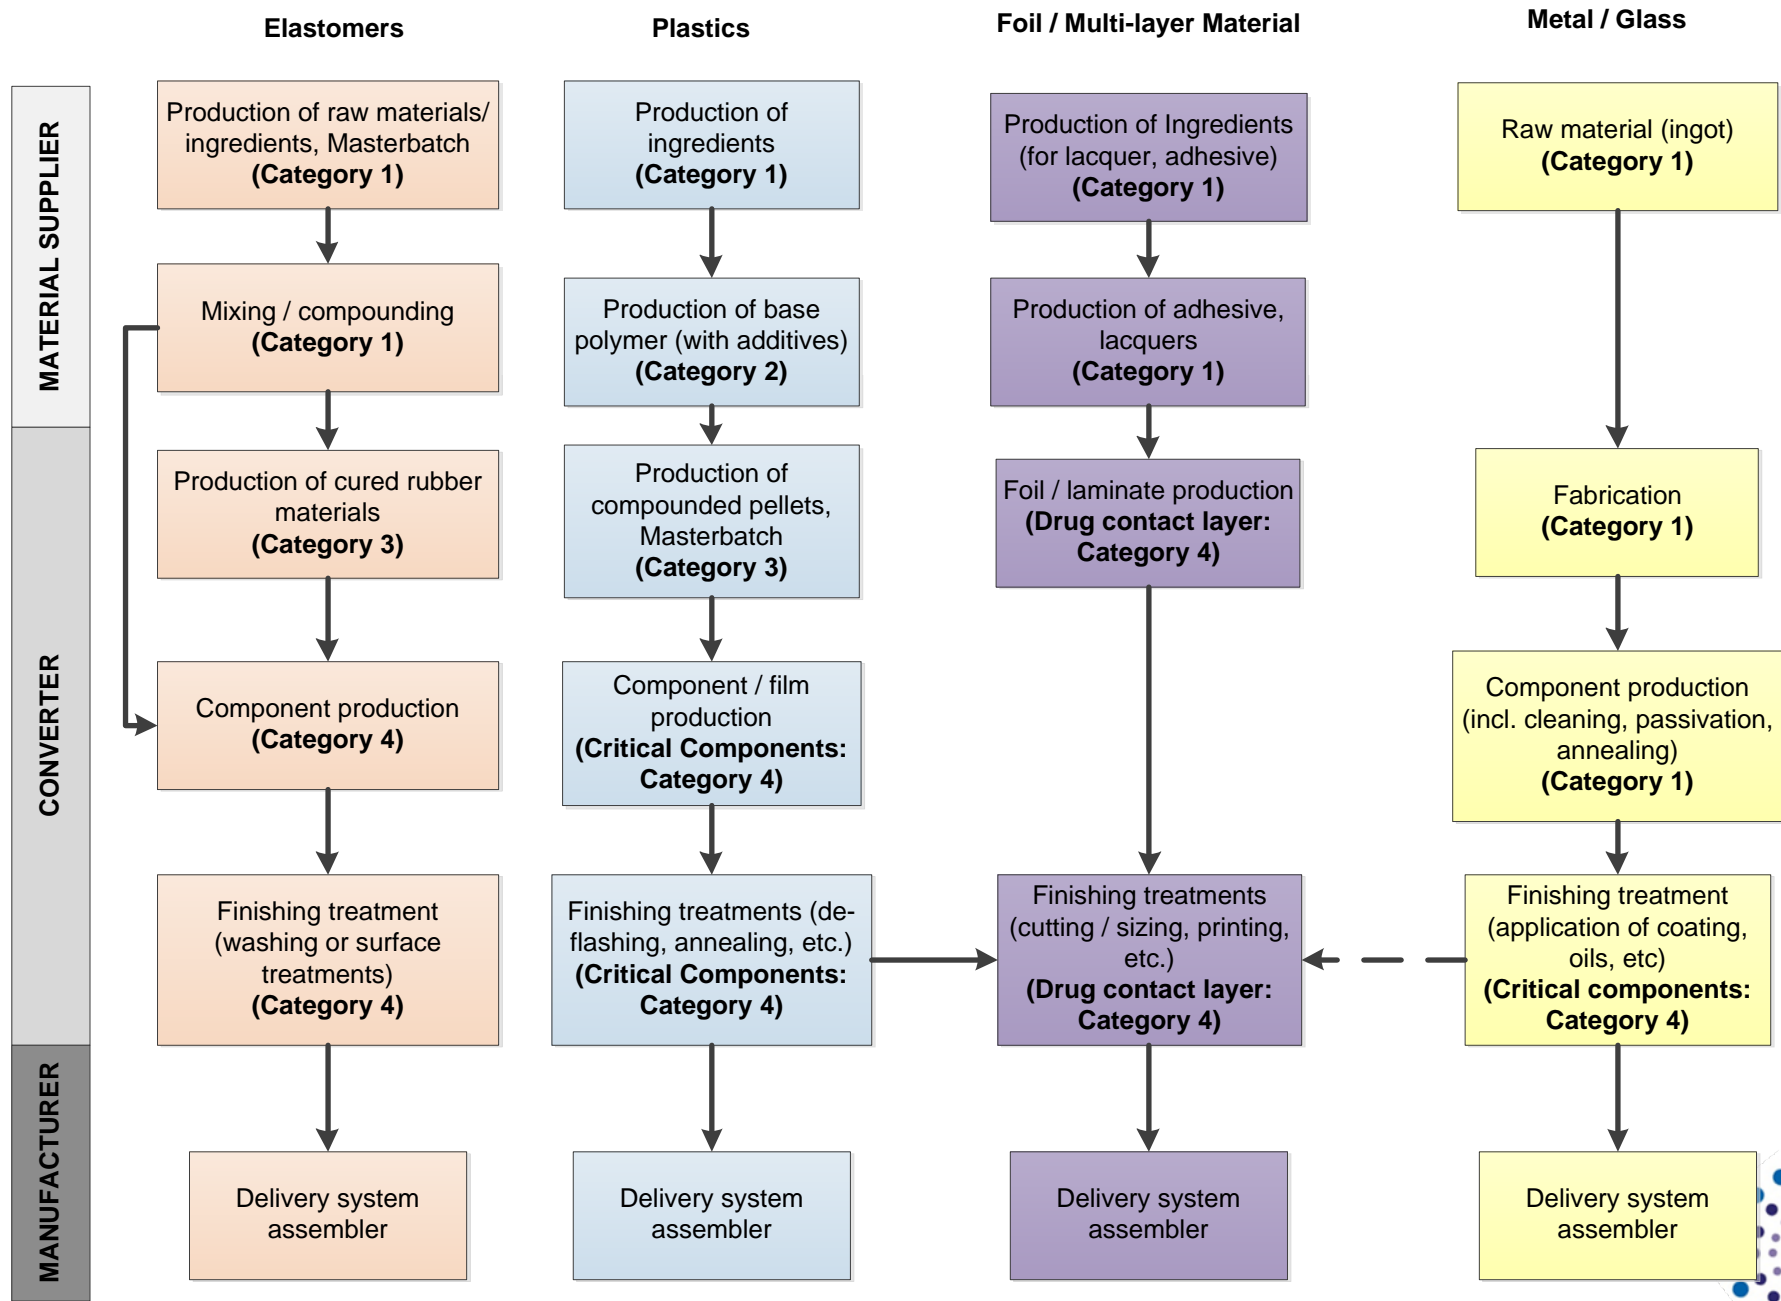 Elastomers
Plastics
Foil / Multi-layer Material
Metal / Glass
MATERIAL SUPPLIER
CONVERTER
MANUFACTURER
Production of raw materials/
ingredients, Masterbatch
(Category 1)
Mixing / compounding
(Category 1)
Production of cured rubber
materials
(Category 3)
Component production
(Category 4)
Finishing treatment
(washing or surface
treatments)
(Category 4)
Delivery system
assembler
Production of
ingredients
(Category 1)
Production of base
polymer (with additives)
(Category 2)
Production of
compounded pellets,
Masterbatch
(Category 3)
Component / film
production
(Critical Components:
Category 4)
Finishing treatments (de-
flashing, annealing, etc.)
(Critical Components:
Category 4)
Delivery system
assembler
Production of Ingredients
(for lacquer, adhesive)
(Category 1)
Production of adhesive,
lacquers
(Category 1)
Foil / laminate production
(Drug contact layer:
Category 4)
Finishing treatments
(cutting / sizing, printing,
etc.)
(Drug contact layer:
Category 4)
Delivery system
assembler
Raw material (ingot)
(Category 1)
Fabrication
(Category 1)
Component production
(incl. cleaning, passivation,
annealing)
(Category 1)
Finishing treatment
(application of coating,
oils, etc)
(Critical components:
Category 4)
Delivery system
assembler